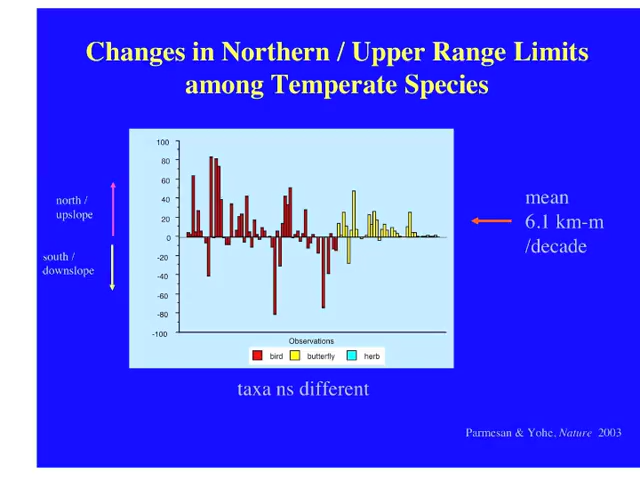 Changes in Northern / Upper Range Limits
among Temperate Species
north /
upslope
south /
downslope
100
80
60
40
20
0
-20
-40
-60
-80
-100
Observations
bird butterfly herb
mean
6.1 km-m
/decade
taxa ns different
Parmesan & Yohe, Nature 2003